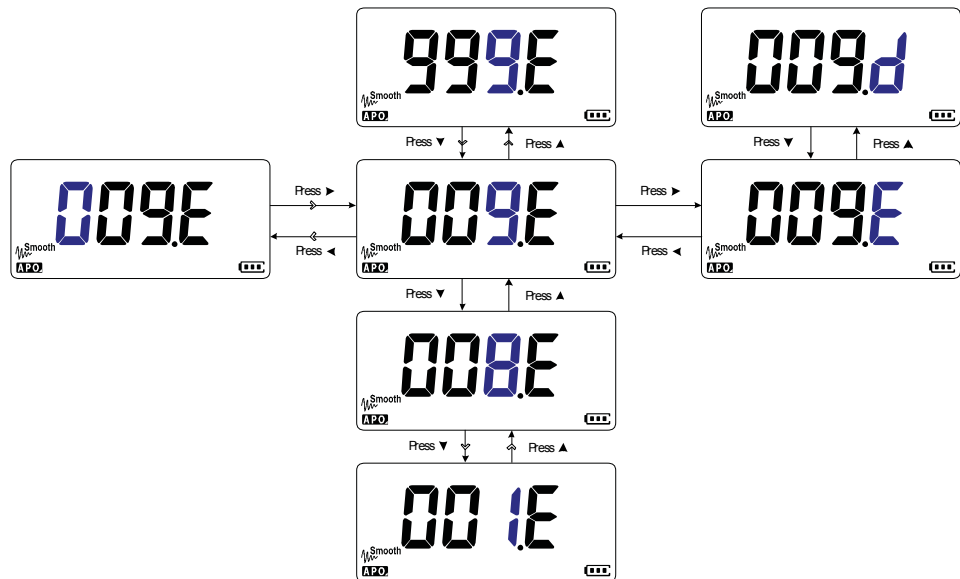 999.E
Smooth
APO
009.d
Smooth
APO
Press ▼
Press ▲
Press ▼
Press ▲
009.E
Smooth
APO
Press ►
Press ◄
009.E
Smooth
APO
Press ►
Press ◄
009.E
Smooth
APO
Press ▼
Press ▲
008.E
Smooth
APO
Press ▼
Press ▲
001.E
Smooth
APO